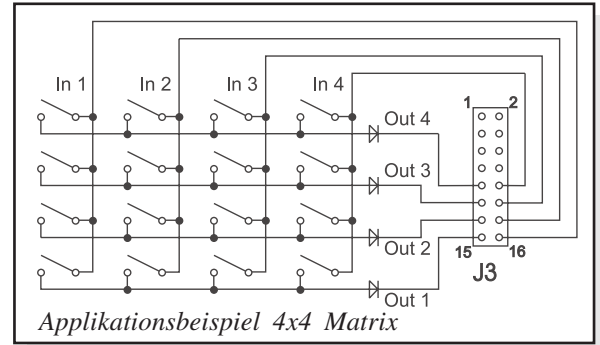 In 1 In 2 In 3 In 4
1 2
Out 4
Out 3
Out 2
15 16
J3
Out 1
Applikationsbeispiel 4x4 Matrix